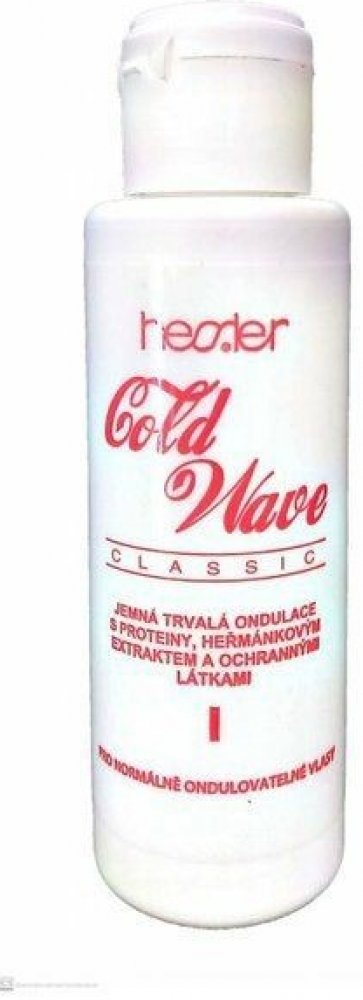 hessler
Cold
Wave
CLASSIC
JEMNÁ TRVALÁ ONDULACE
S PROTEINY, HEŘMÁNKOVÝM
EXTRAKTEM A OCHRANNÝMI
LÁTKAMI
I
PRO NORMÁLNĚ ONDULOVATELNÉ VLASY